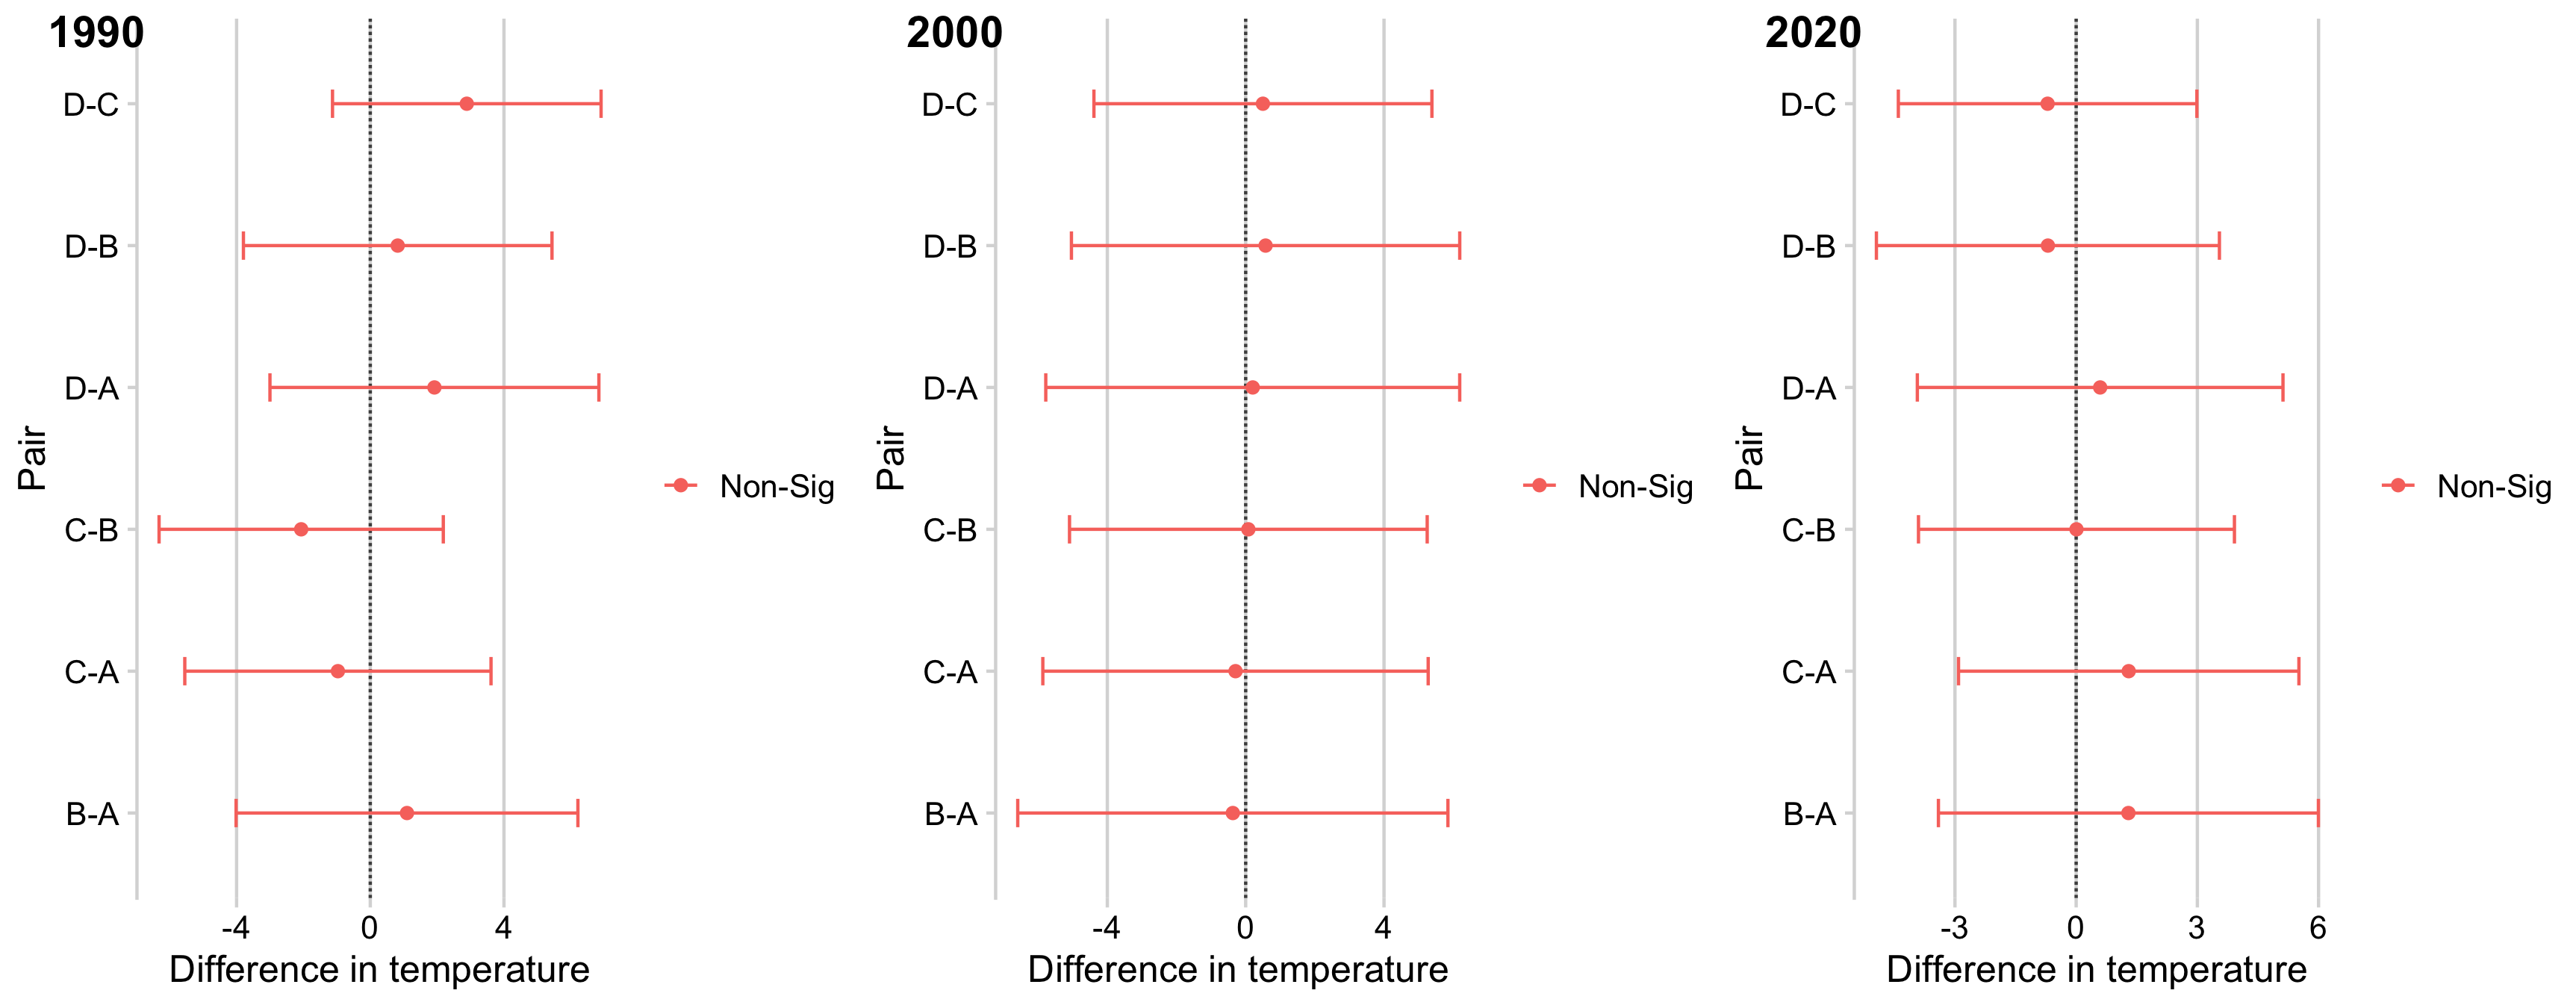 1990
D-C
D-B
D-A
C-B
C-A
B-A
Pair
-4 0 4
Difference in temperature
Non-Sig
2000
D-C
D-B
D-A
C-B
C-A
B-A
Pair
-4 0 4
Difference in temperature
Non-Sig
2020
D-C
D-B
D-A
C-B
C-A
B-A
Pair
-3 0 3 6
Difference in temperature
Non-Sig